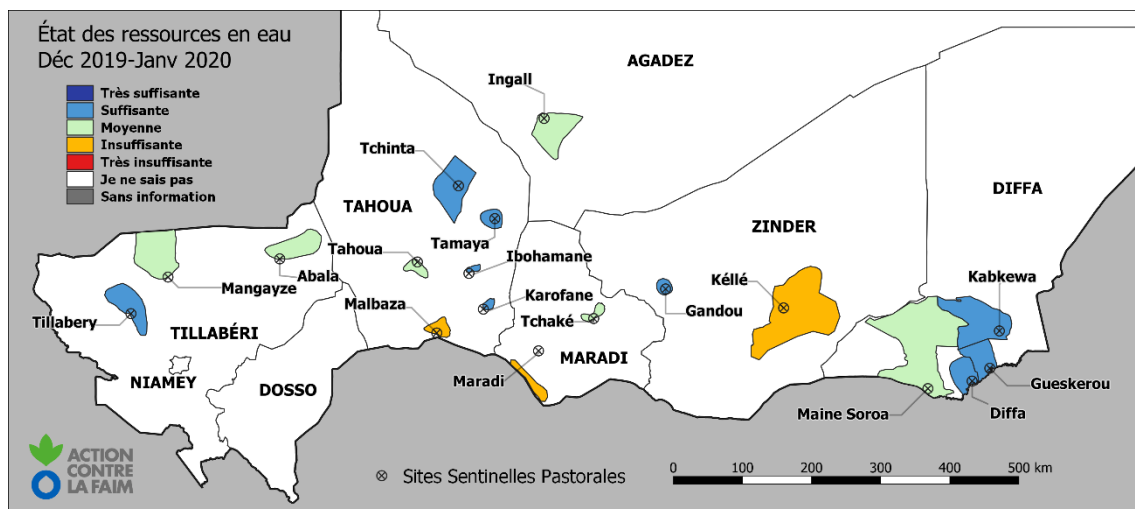 État des ressources en eau
Déc 2019-Janv 2020
Très suffisante
Suffisante
Moyenne
Insuffisante
Très insuffisante
Je ne sais pas
Sans information
AGADEZ
Ingall
Tchinta
DIFFA
TAHOUA
ZINDER
Tamaya
Tahoua
Ibohamane
Abala
Kabkewa
Kéllé
Mangayze
Malbaza
Karofane
Gandou
Tillabery
TILLABÉRI
Tchaké
MARADI
Gueskerou
NIAMEY
DOSSO
Maradi
Maine Soroa
Diffa
ACTION
CONTRE
LA FAIM
Sites Sentinelles Pastorales
0 100 200 300 400 500 km